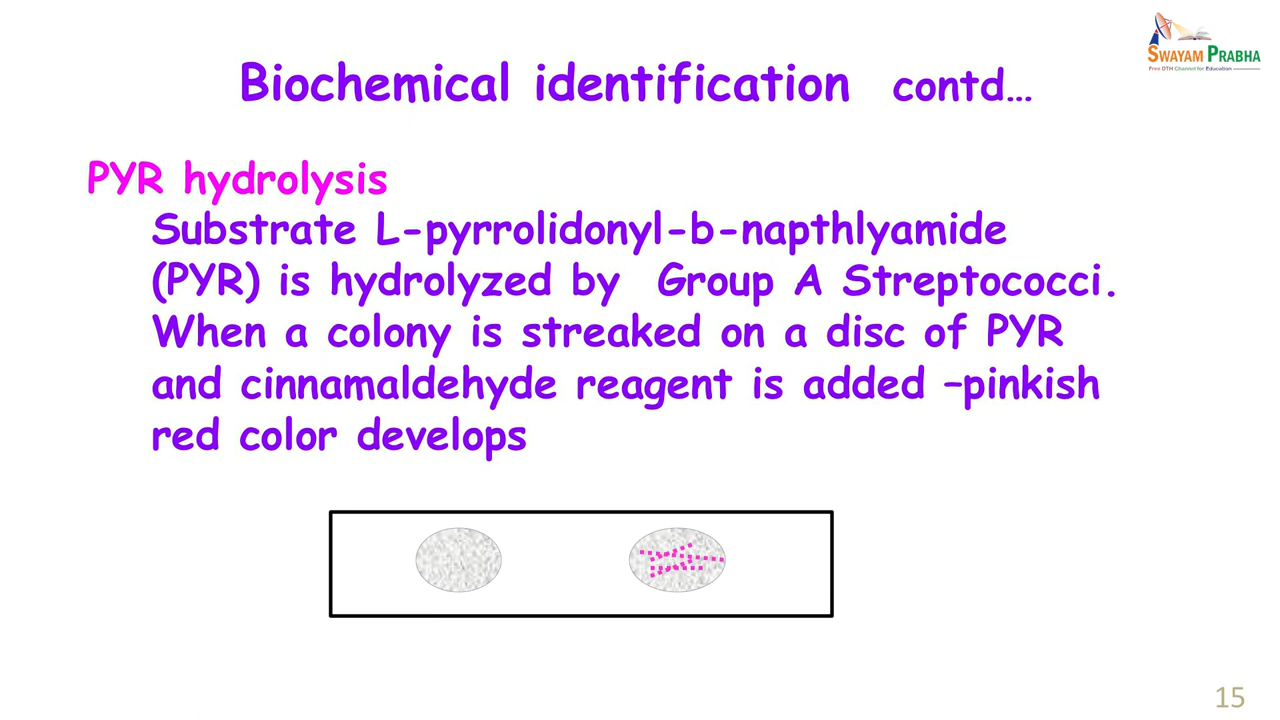 SWAYAM PRABHA
Free DTH Channel for Education
Biochemical identification contd...
PYR hydrolysis
Substrate L-pyrrolidonyl-b-napthlyamide
(PYR) is hydrolyzed by Group A Streptococci.
When a colony is streaked on a disc of PYR
and cinnamaldehyde reagent is added –pinkish
red color develops
15